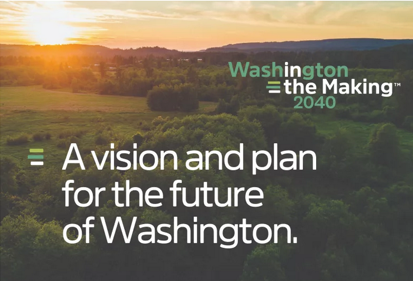 Washington
the Making™
2040
A vision and plan
for the future
of Washington.